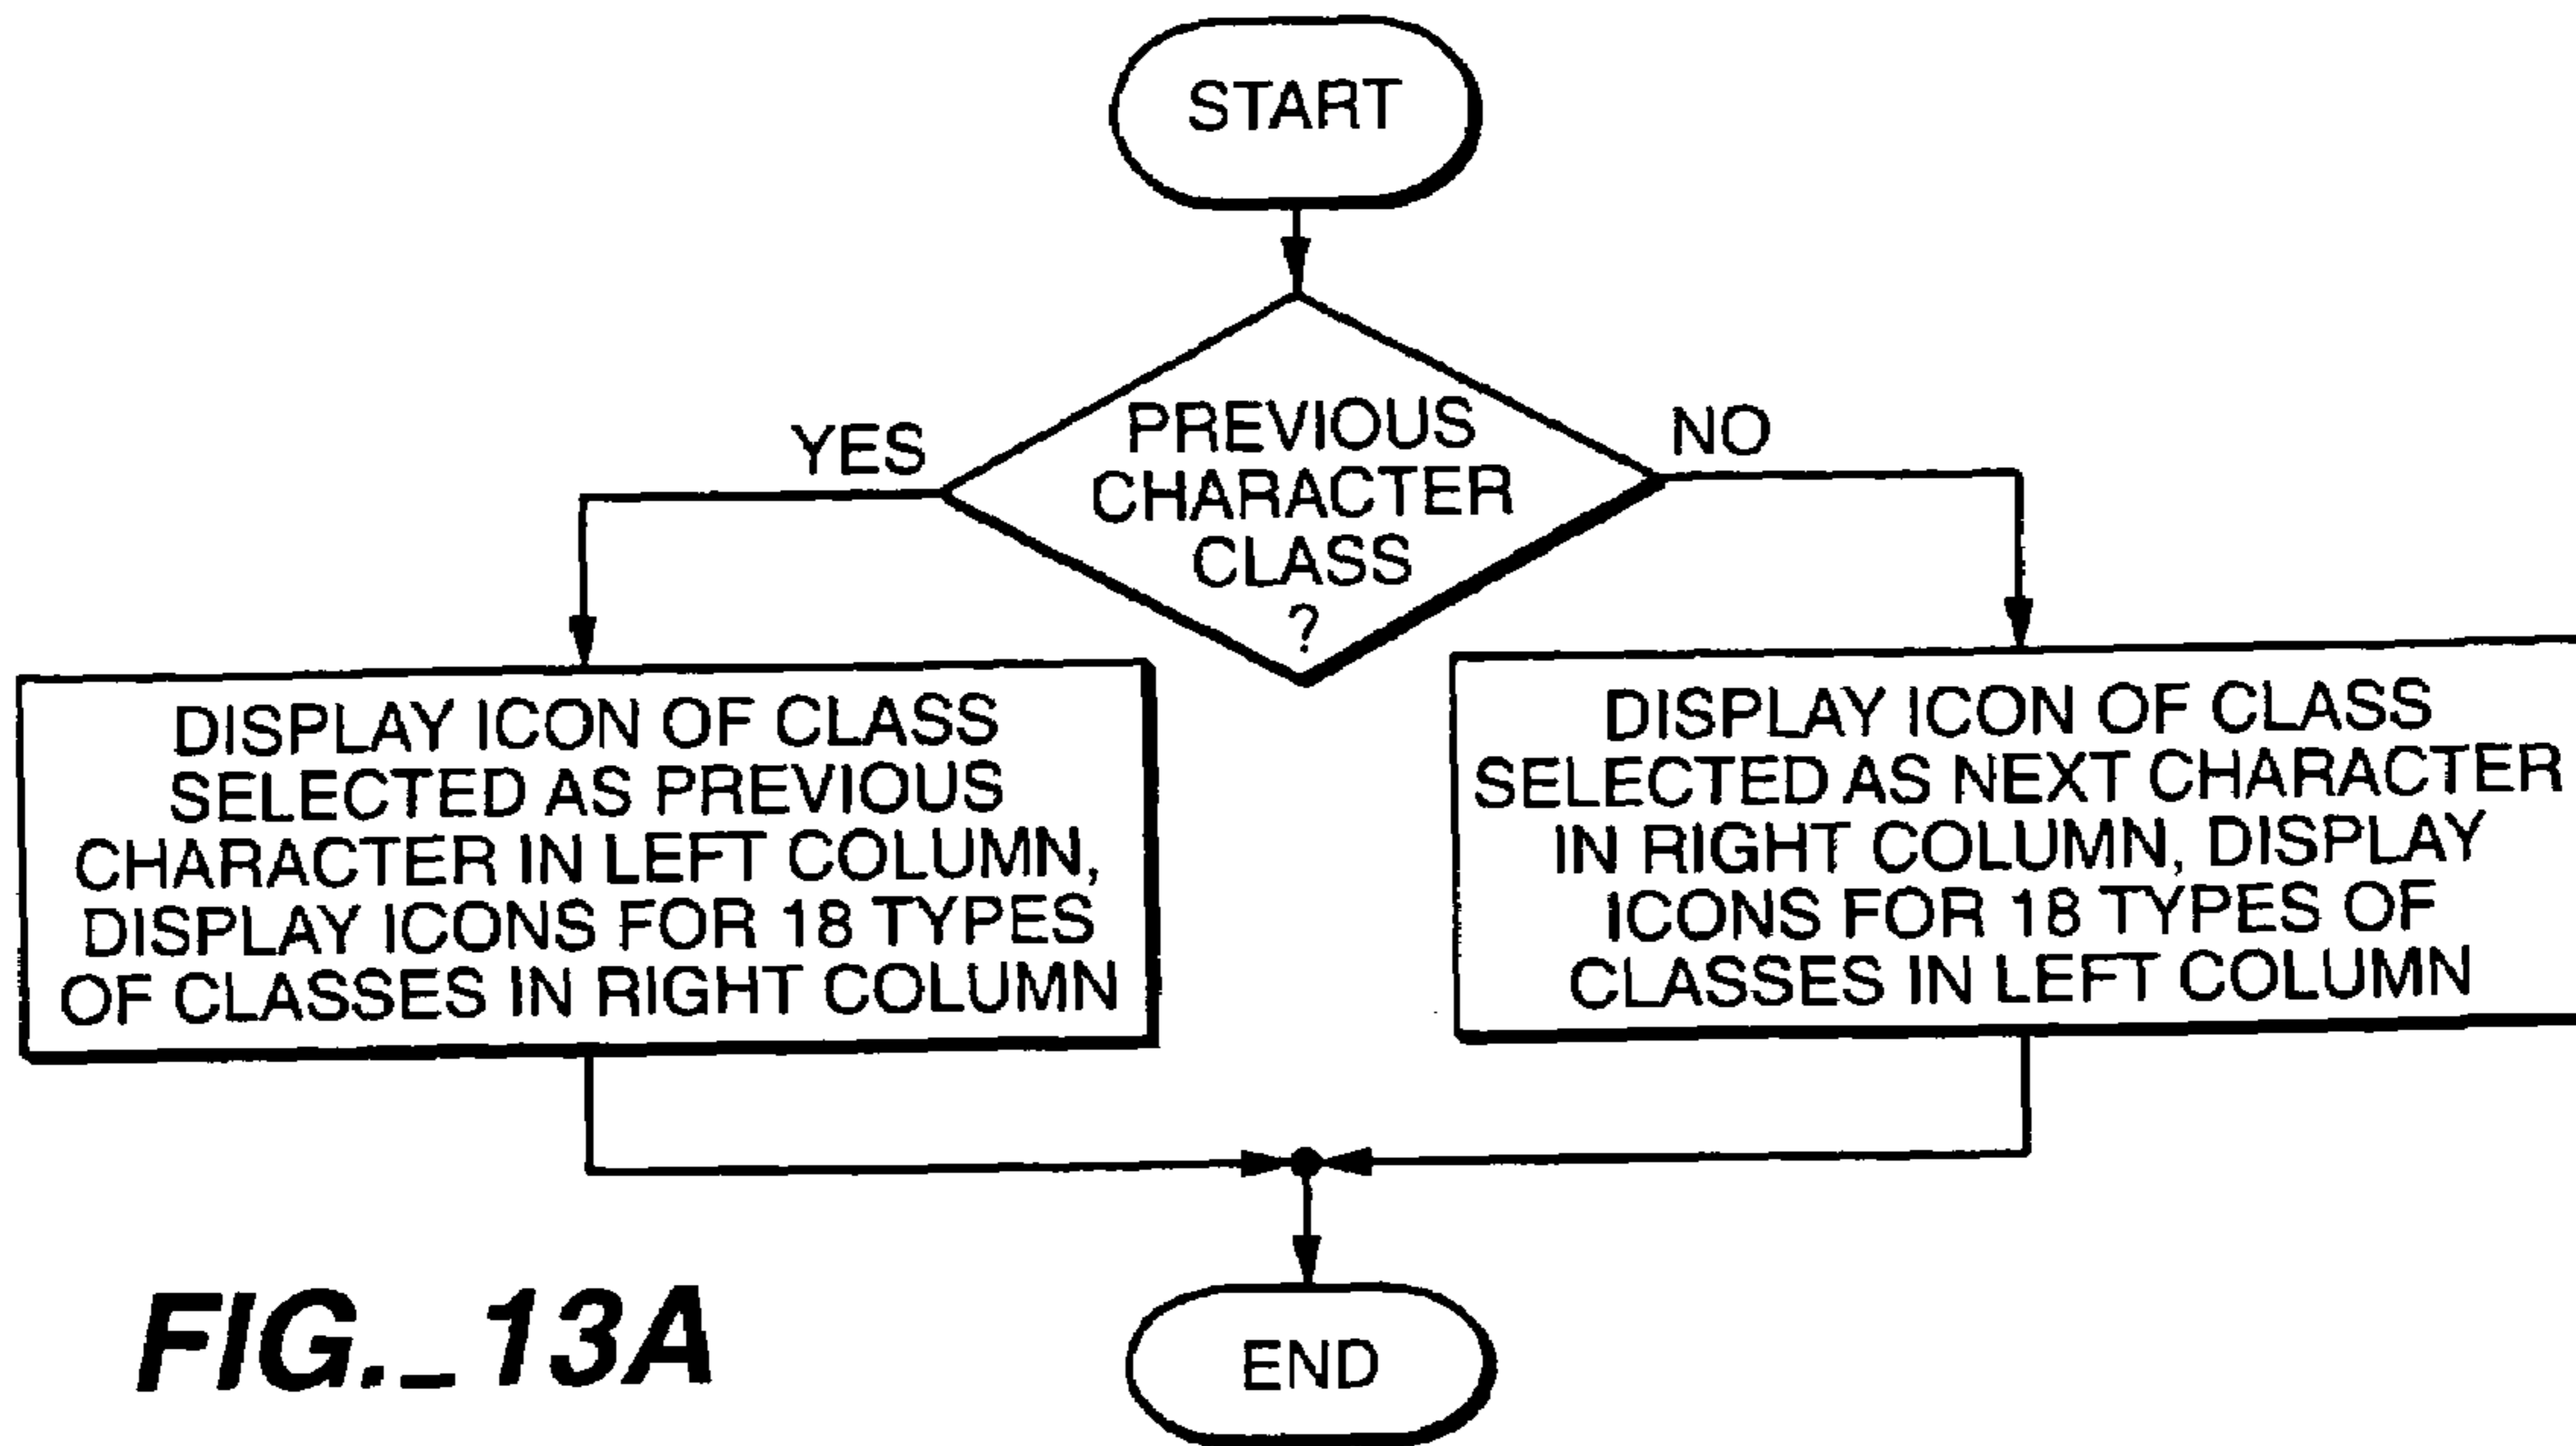 START
PREVIOUS
CHARACTER
CLASS
?
YES
NO
DISPLAY ICON OF CLASS
SELECTED AS PREVIOUS
CHARACTER IN LEFT COLUMN,
DISPLAY ICONS FOR 18 TYPES
OF CLASSES IN RIGHT COLUMN
DISPLAY ICON OF CLASS
SELECTED AS NEXT CHARACTER
IN RIGHT COLUMN, DISPLAY
ICONS FOR 18 TYPES OF
CLASSES IN LEFT COLUMN
END
FIG._13A